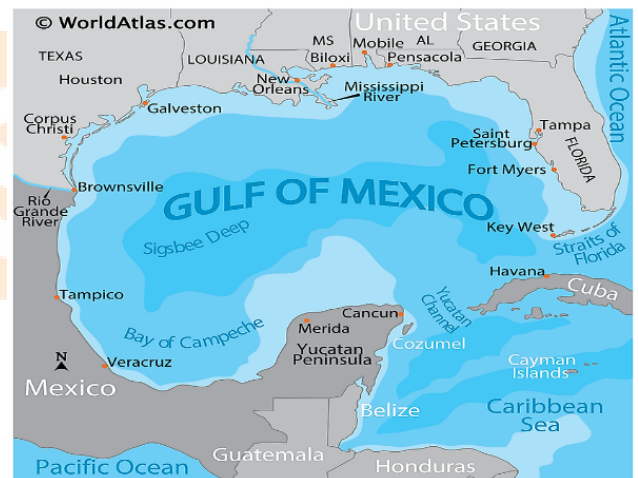 © WorldAtlas.com
United States
Atlantic Ocean
TEXAS
LOUISIANA
MS
Mobile
AL
GEORGIA
Biloxi
Pensacola
Houston
New
Orleans
Mississippi
River
Galveston
Corpus
Christi
Tampa
Saint
Petersburg
FLORIDA
Fort Myers
Brownsville
Rio
Grande
River
GULF OF MEXICO
Sigsbee Deep
Key West
Straits of
Florida
Havana
Cuba
Tampico
Yucatan
Channel
Cancun
Bay of Campeche
Merida
Cozumel
Yucatan
Peninsula
N
Veracruz
Cayman
Islands
Mexico
Belize
Caribbean
Sea
Guatemala
Honduras
Pacific Ocean